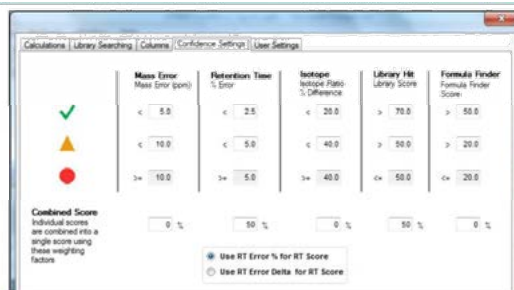 Calculations Library Searching Columns Confidence Settings User Settings
Mass Error Retention Time Isotope Library Hit Formula Finder
Mass Error (ppm) % Error Isotope Ratio Library Score Formula Finder
% Difference Score
< 5.0 < 2.5 < 20.0 > 70.0 > 50.0
< 10.0 < 5.0 < 40.0 > 50.0 > 20.0
>= 10.0 >= 5.0 >= 40.0 <= 50.0 <= 20.0
Combined Score
Individual scores
are combined into a
single score using
these weighting
factors
0 % 50 % 0 % 50 % 0 %
Use RT Error % for RT Score
Use RT Error Delta for RT Score